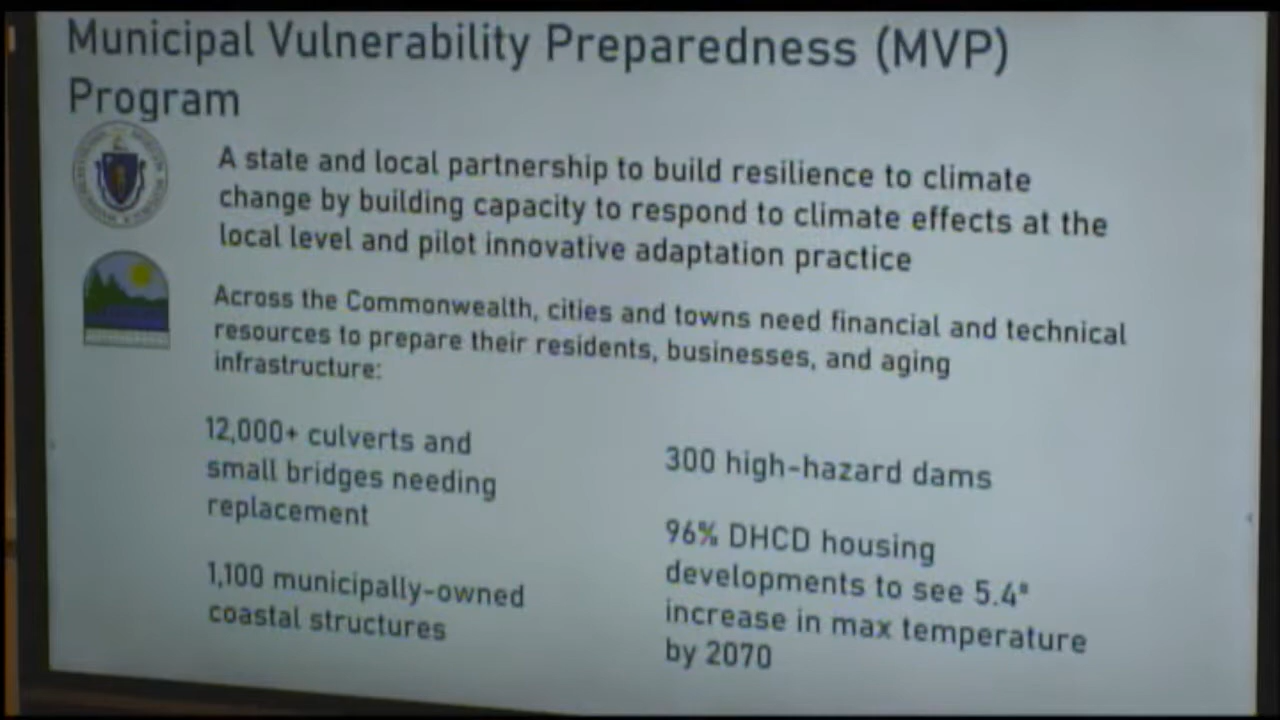 Municipal Vulnerability Preparedness (MVP)
Program
A state and local partnership to build resilience to climate
change by building capacity to respond to climate effects at the
local level and pilot innovative adaptation practice
Across the Commonwealth, cities and towns need financial and technical
resources to prepare their residents, businesses, and aging
infrastructure:
12,000+ culverts and
small bridges needing
replacement
1,100 municipally-owned
coastal structures
300 high-hazard dams
96% DHCD housing
developments to see 5.4°
increase in max temperature
by 2070